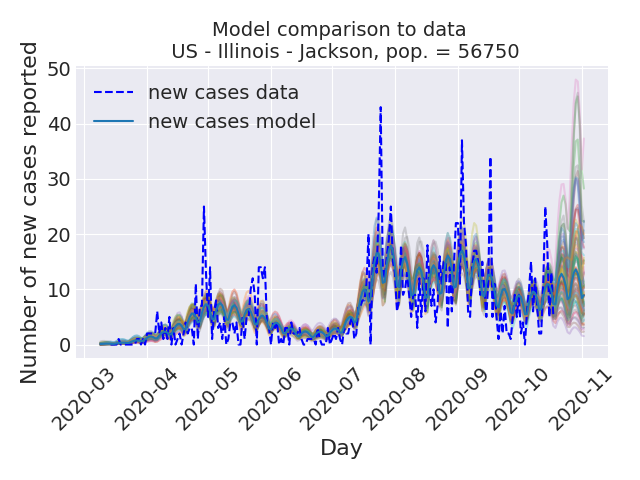 Model comparison to data
US - Illinois - Jackson, pop. = 56750
Number of new cases reported
50
40
30
20
10
0
new cases data
new cases model
2020-03
2020-04
2020-05
2020-06
2020-07
2020-08
2020-09
2020-10
2020-11
Day